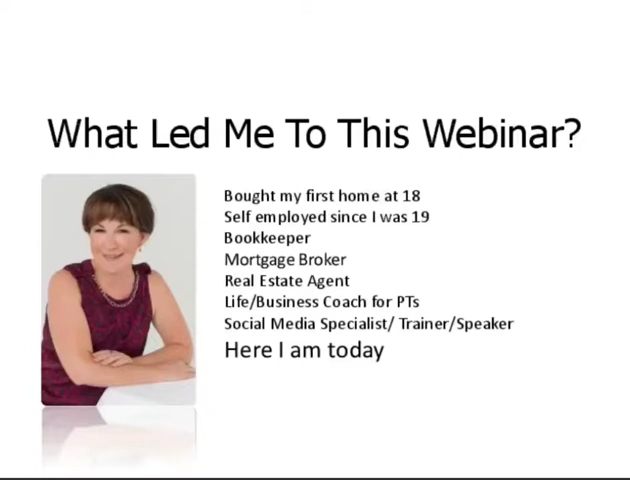 What Led Me To This Webinar?
Bought my first home at 18
Self employed since I was 19
Bookkeeper
Mortgage Broker
Real Estate Agent
Life/Business Coach for PTs
Social Media Specialist/ Trainer/Speaker
Here I am today